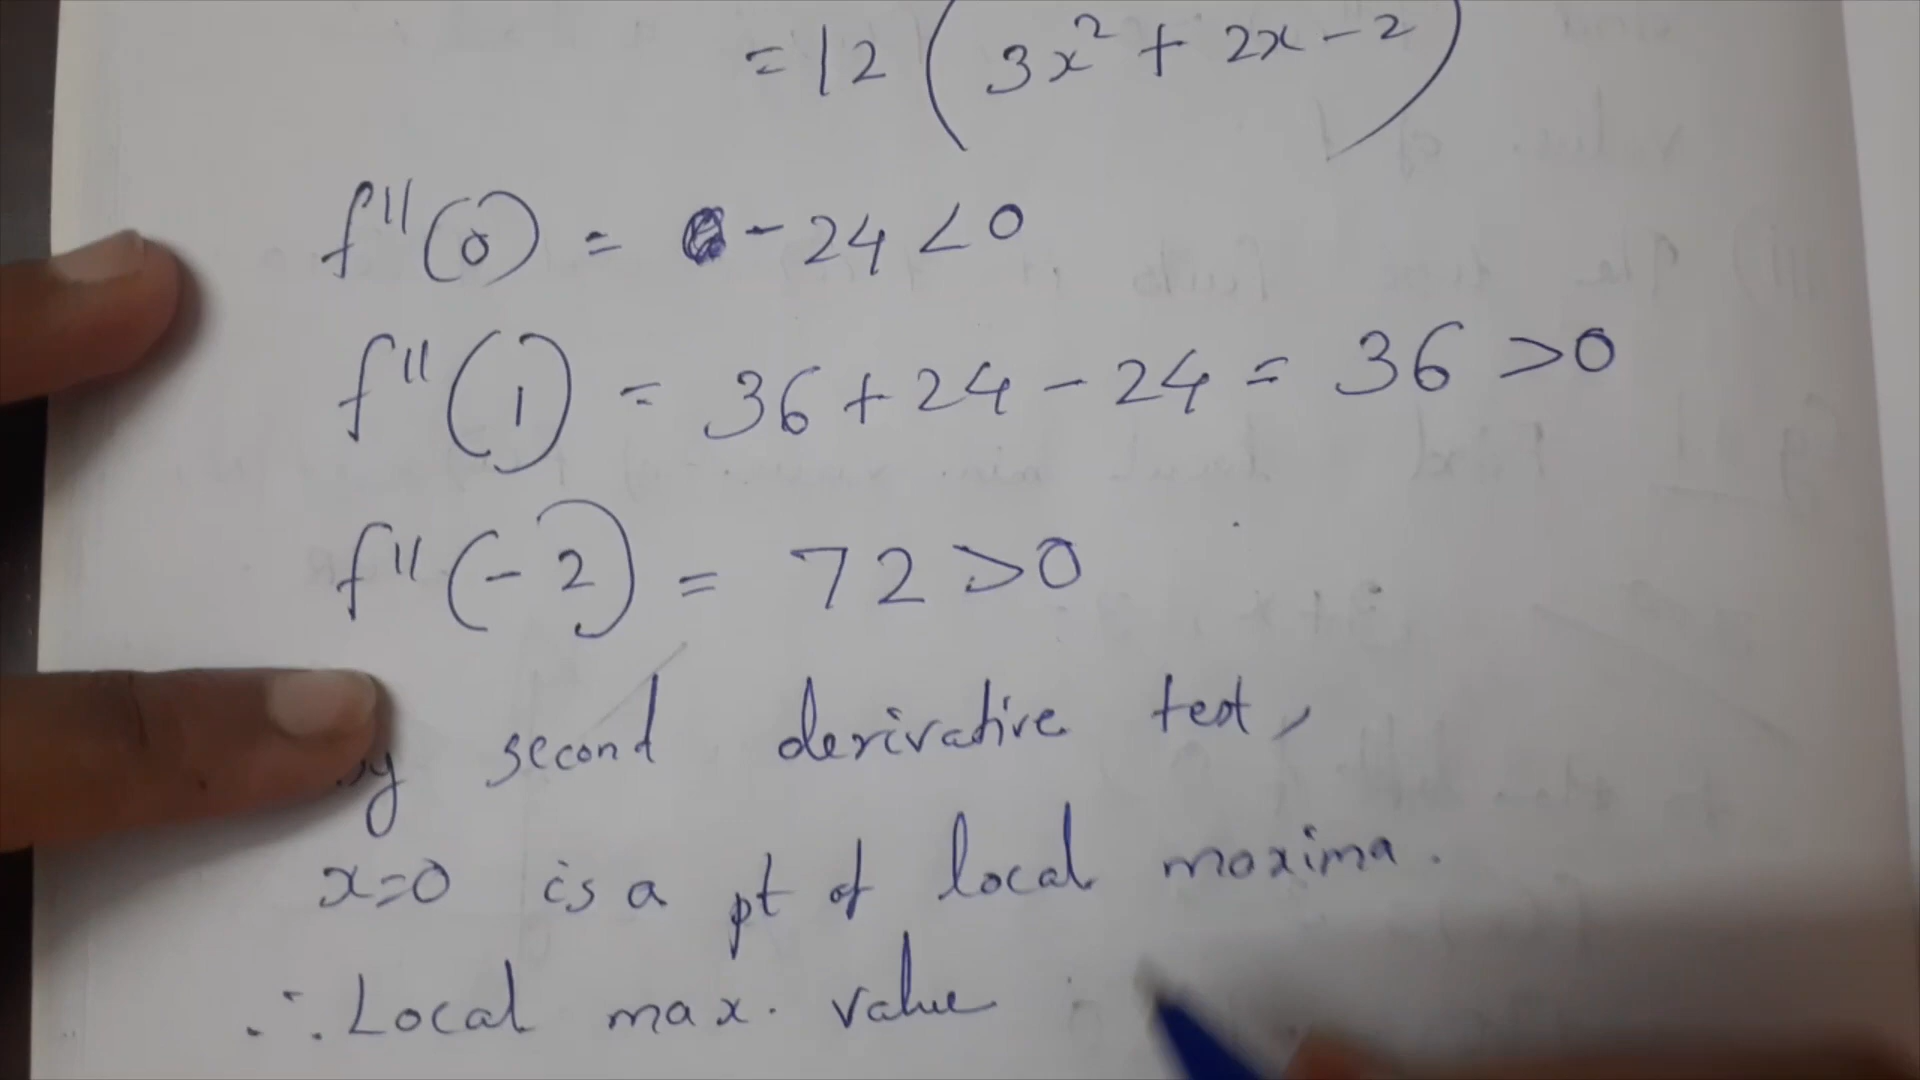 = 12 ( 3x² + 2x - 2 )
f''(0) = - 24 < 0
f''(1) = 36 + 24 - 24 = 36 > 0
f''(-2) = 72 > 0
By second derivative test,
x=0 is a pt of local maxima.
∴ Local max. value